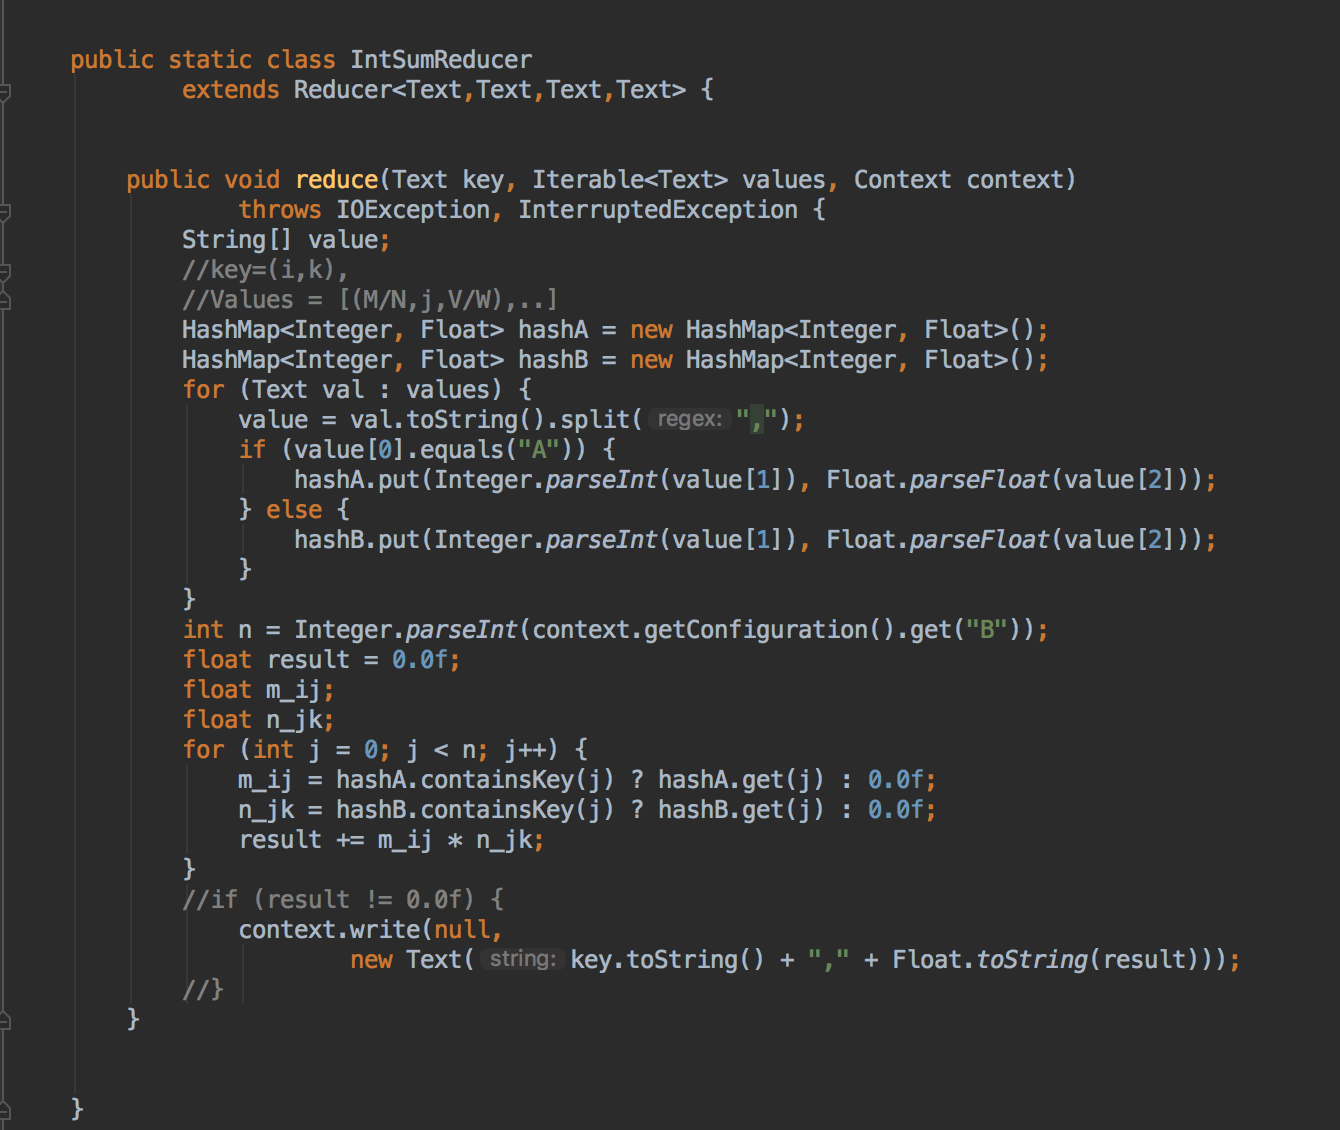 public static class IntSumReducer
extends Reducer<Text,Text,Text,Text> {
public void reduce(Text key, Iterable<Text> values, Context context)
throws IOException, InterruptedException {
String[] value;
//key=(i,k),
//Values = [(M/N,j,V/W),..]
HashMap<Integer, Float> hashA = new HashMap<Integer, Float>();
HashMap<Integer, Float> hashB = new HashMap<Integer, Float>();
for (Text val : values) {
value = val.toString().split( regex: ",");
if (value[0].equals("A")) {
hashA.put(Integer.parseInt(value[1]), Float.parseFloat(value[2]));
} else {
hashB.put(Integer.parseInt(value[1]), Float.parseFloat(value[2]));
}
}
int n = Integer.parseInt(context.getConfiguration().get("B"));
float result = 0.0f;
float m_ij;
float n_jk;
for (int j = 0; j < n; j++) {
m_ij = hashA.containsKey(j) ? hashA.get(j) : 0.0f;
n_jk = hashB.containsKey(j) ? hashB.get(j) : 0.0f;
result += m_ij * n_jk;
}
//if (result != 0.0f) {
context.write(null,
new Text( string: key.toString() + "," + Float.toString(result)));
//}
}
}